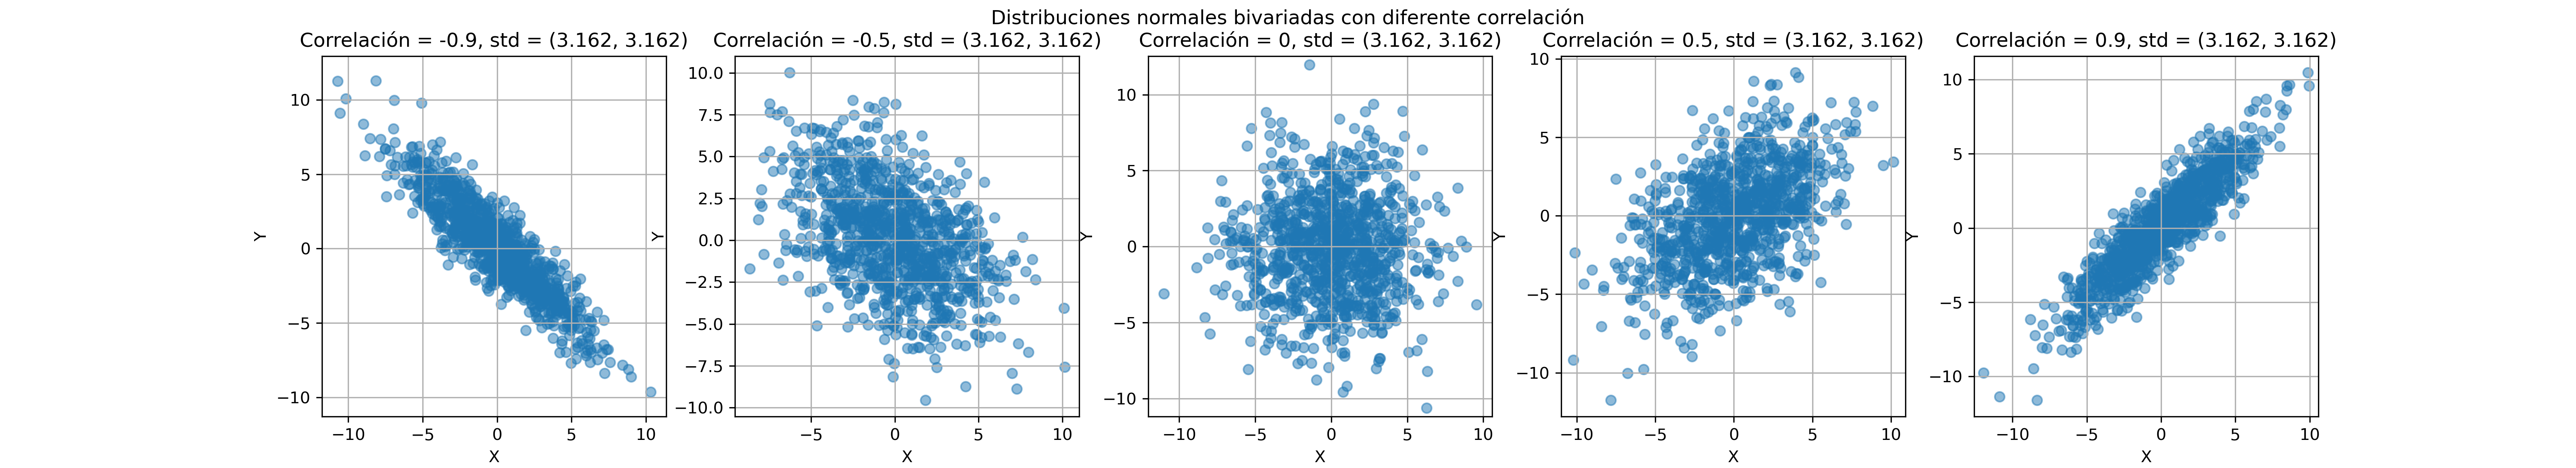 Distribuciones normales bivariadas con diferente correlación
Correlación = -0.9, std = (3.162, 3.162)
Y
10
5
0
−5
−10
−10 −5 0 5 10
X
Correlación = -0.5, std = (3.162, 3.162)
Y
10.0
7.5
5.0
2.5
0.0
−2.5
−5.0
−7.5
−10.0
−5 0 5 10
X
Correlación = 0, std = (3.162, 3.162)
Y
10
5
0
−5
−10
−10 −5 0 5 10
X
Correlación = 0.5, std = (3.162, 3.162)
Y
10
5
0
−5
−10
−10 −5 0 5 10
X
Correlación = 0.9, std = (3.162, 3.162)
Y
10
5
0
−5
−10
−10 −5 0 5 10
X